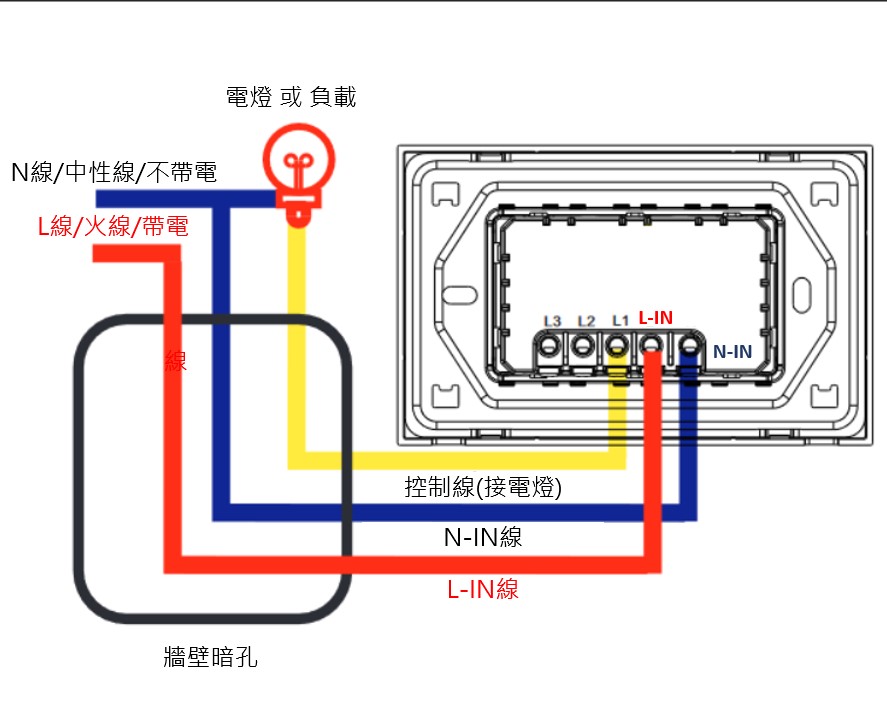 電燈 或 負載
N線/中性線/不帶電
L線/火線/帶電
線
L3 L2 L1 L-IN
N-IN
控制線(接電燈)
N-IN線
L-IN線
牆壁暗孔